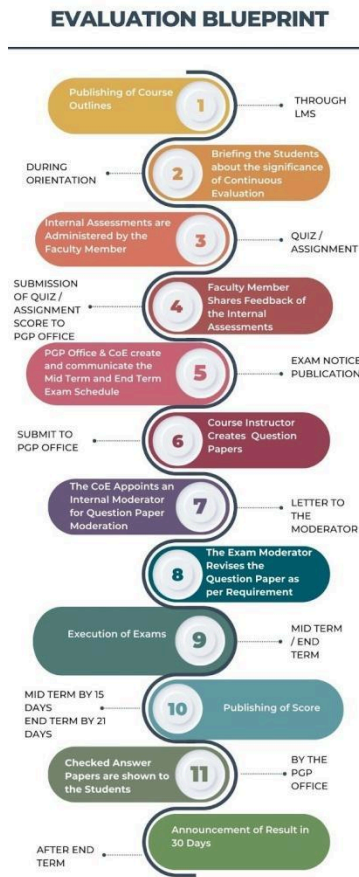 EVALUATION BLUEPRINT
Publishing of Course
Outlines
1
THROUGH
LMS
DURING
ORIENTATION
2
Briefing the Students
about the significance
of Continuous
Evaluation
Internal Assessments are
Administered by the
Faculty Member
3
QUIZ /
ASSIGNMENT
SUBMISSION
OF QUIZ /
ASSIGNMENT
SCORE TO
PGP OFFICE
4
Faculty Member
Shares Feedback of
the Internal
Assessments
PGP Office & CoE create
and communicate the
Mid Term and End Term
Exam Schedule
5
EXAM NOTICE
PUBLICATION
SUBMIT TO
PGP OFFICE
6
Course Instructor
Creates Question
Papers
The CoE Appoints an
Internal Moderator
for Question Paper
Moderation
7
LETTER TO
THE
MODERATOR
8
The Exam Moderator
Revises the
Question Paper as
per Requirement
Execution of Exams
9
MID TERM
/ END
TERM
MID TERM BY 15
DAYS
END TERM BY 21
DAYS
10
Publishing of Score
Checked Answer
Papers are shown to
the Students
11
BY THE
PGP
OFFICE
AFTER END
TERM
Announcement of Result in
30 Days